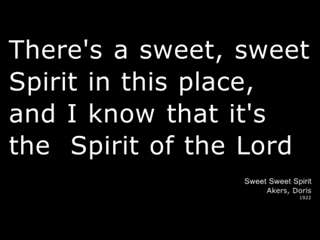 There's a sweet, sweet
Spirit in this place,
and I know that it's
the  Spirit of the Lord
Sweet Sweet Spirit
Akers, Doris
1922